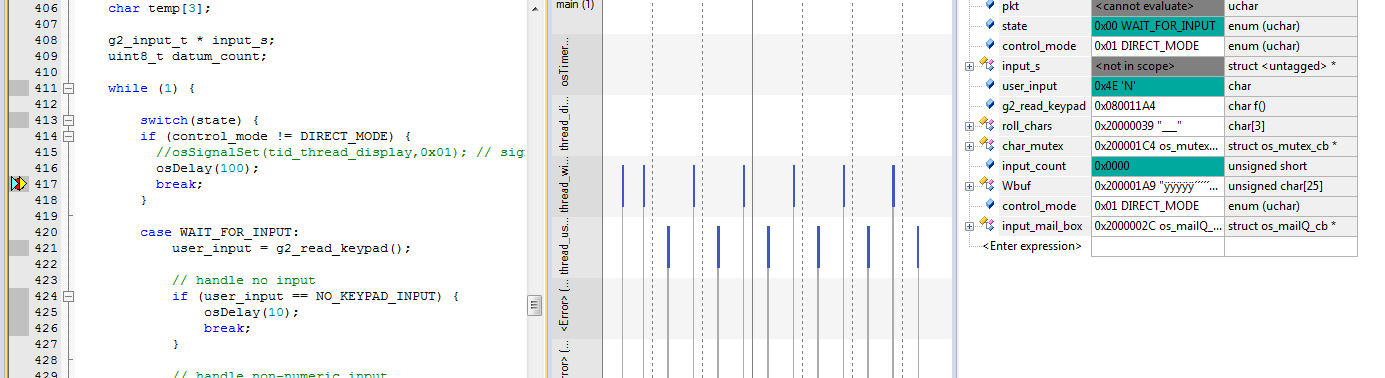 406 char temp[3];
407
408 g2_input_t * input_s;
409 uint8_t datum_count;
410
411 while (1) {
412
413 switch(state) {
414 if (control_mode != DIRECT_MODE) {
415 //osSignalSet(tid_thread_display,0x01); // sig
416 osDelay(100);
417 break;
418 }
419
420 case WAIT_FOR_INPUT:
421 user_input = g2_read_keypad();
422
423 // handle no input
424 if (user_input == NO_KEYPAD_INPUT) {
425 osDelay(10);
426 break;
427 }
428
429 // handle non-numeric input
main (1)
osTimer...
thread_di...
thread_wi...
thread_us...
<Error> (...
rror> (...
pkt <cannot evaluate> uchar
state 0x00 WAIT_FOR_INPUT enum (uchar)
control_mode 0x01 DIRECT_MODE enum (uchar)
input_s <not in scope> struct <untagged> *
user_input 0x4E 'N' char
g2_read_keypad 0x080011A4 char f()
roll_chars 0x20000039 "___" char[3]
char_mutex 0x200001C4 os_mutex... struct os_mutex_cb *
input_count 0x0000 unsigned short
Wbuf 0x200001A9 "ÿÿÿÿÿ´´´´... unsigned char[25]
control_mode 0x01 DIRECT_MODE enum (uchar)
input_mail_box 0x2000002C os_mailQ_... struct os_mailQ_cb *
<Enter expression>